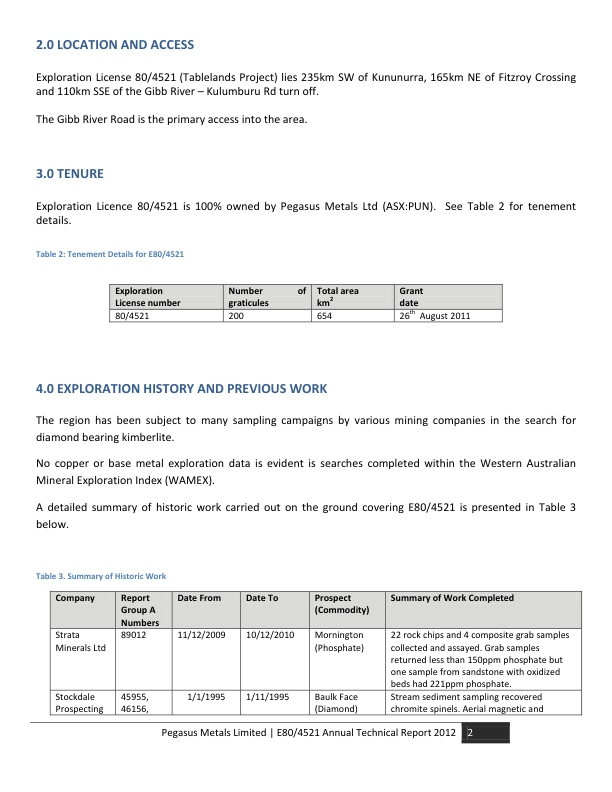 2.0 LOCATION AND ACCESS
Exploration License 80/4521 (Tablelands Project) lies 235km SW of Kununurra, 165km NE of Fitzroy Crossing
and 110km SSE of the Gibb River – Kulumburu Rd turn off.
The Gibb River Road is the primary access into the area.
3.0 TENURE
Exploration Licence 80/4521 is 100% owned by Pegasus Metals Ltd (ASX:PUN). See Table 2 for tenement
details.
Table 2: Tenement Details for E80/4521
Exploration Number of Total area Grant
License number graticules km² date
80/4521 200 654 26th August 2011
4.0 EXPLORATION HISTORY AND PREVIOUS WORK
The region has been subject to many sampling campaigns by various mining companies in the search for
diamond bearing kimberlite.
No copper or base metal exploration data is evident is searches completed within the Western Australian
Mineral Exploration Index (WAMEX).
A detailed summary of historic work carried out on the ground covering E80/4521 is presented in Table 3
below.
Table 3. Summary of Historic Work
Company Report Date From Date To Prospect Summary of Work Completed
Group A (Commodity)
Numbers
Strata 89012 11/12/2009 10/12/2010 Mornington 22 rock chips and 4 composite grab samples
Minerals Ltd (Phosphate) collected and assayed. Grab samples
returned less than 150ppm phosphate but
one sample from sandstone with oxidized
beds had 221ppm phosphate.
Stockdale 45955, 1/1/1995 1/11/1995 Baulk Face Stream sediment sampling recovered
Prospecting 46156, (Diamond) chromite spinels. Aerial magnetic and
Pegasus Metals Limited | E80/4521 Annual Technical Report 2012 2